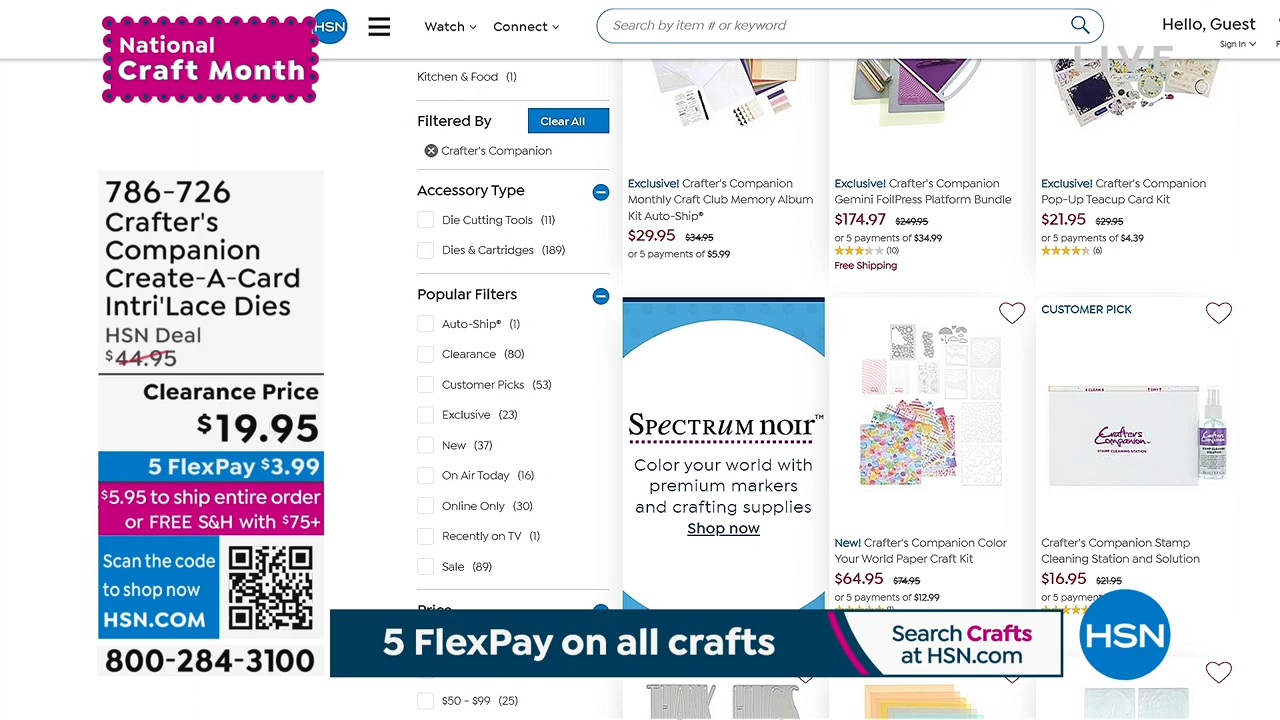 National
Craft Month
HSN
Watch
Connect
Search by item # or keyword
Hello, Guest
Sign In
LIVE
786-726
Crafter's
Companion
Create-A-Card
Intri'Lace Dies
HSN Deal
$44.95
Clearance Price
$19.95
5 FlexPay $3.99
$5.95 to ship entire order
or FREE S&H with $75+
Scan the code
to shop now
HSN.COM
800-284-3100
Kitchen & Food (1)
Filtered By
Clear All
Crafter's Companion
Accessory Type
Die Cutting Tools (11)
Dies & Cartridges (189)
Popular Filters
Auto-Ship® (1)
Clearance (80)
Customer Picks (53)
Exclusive (23)
New (37)
On Air Today (16)
Online Only (30)
Recently on TV (1)
Sale (89)
Price
$50 - $99 (25)
Exclusive! Crafter's Companion
Monthly Craft Club Memory Album
Kit Auto-Ship®
$29.95 $34.95
or 5 payments of $5.99
Exclusive! Crafter's Companion
Gemini FoilPress Platform Bundle
$174.97 $249.95
or 5 payments of $34.99
(10)
Free Shipping
Exclusive! Crafter's Companion
Pop-Up Teacup Card Kit
$21.95 $29.95
or 5 payments of $4.39
(6)
SPECTRUM NOIR™
Color your world with
premium markers
and crafting supplies
Shop now
New! Crafter's Companion Color
Your World Paper Craft Kit
$64.95 $74.95
or 5 payments of $12.99
(1)
CUSTOMER PICK
Crafter's
Companion
STAMP CLEANING STATION
Crafter's Companion Stamp
Cleaning Station and Solution
$16.95 $21.95
or 5 payment
5 FlexPay on all crafts
Search Crafts
at HSN.com
HSN